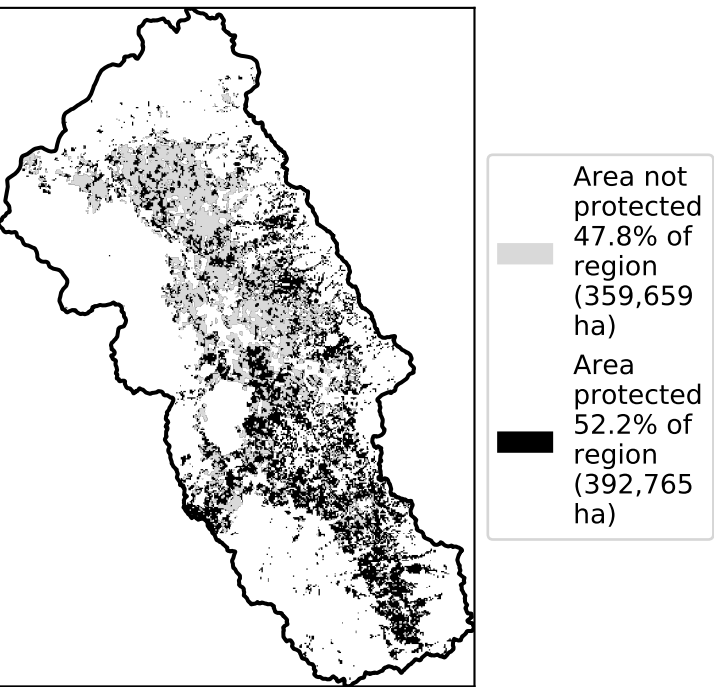 Area not
protected
47.8% of
region
(359,659
ha)
Area
protected
52.2% of
region
(392,765
ha)